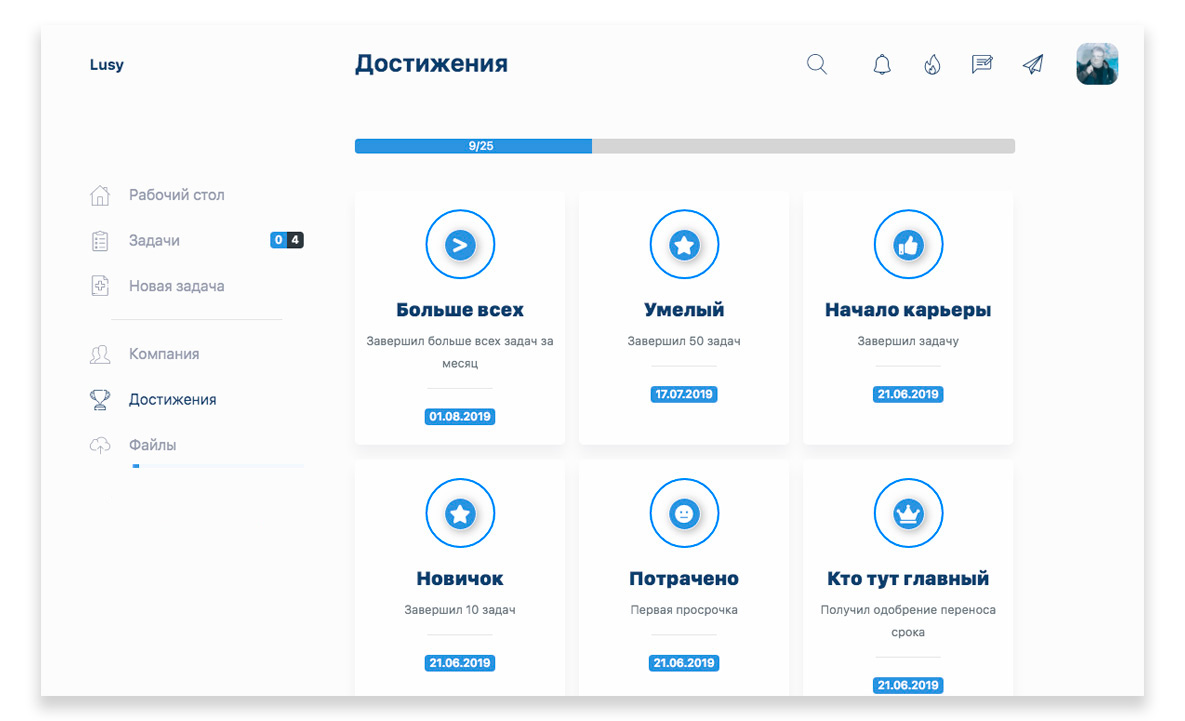 Lusy
Достижения
9/25
Рабочий стол
Задачи
0 4
Новая задача
Компания
Достижения
Файлы
Больше всех
Завершил больше всех задач за
месяц
01.08.2019
Умелый
Завершил 50 задач
17.07.2019
Начало карьеры
Завершил задачу
21.06.2019
Новичок
Завершил 10 задач
21.06.2019
Потрачено
Первая просрочка
21.06.2019
Кто тут главный
Получил одобрение переноса
срока
21.06.2019